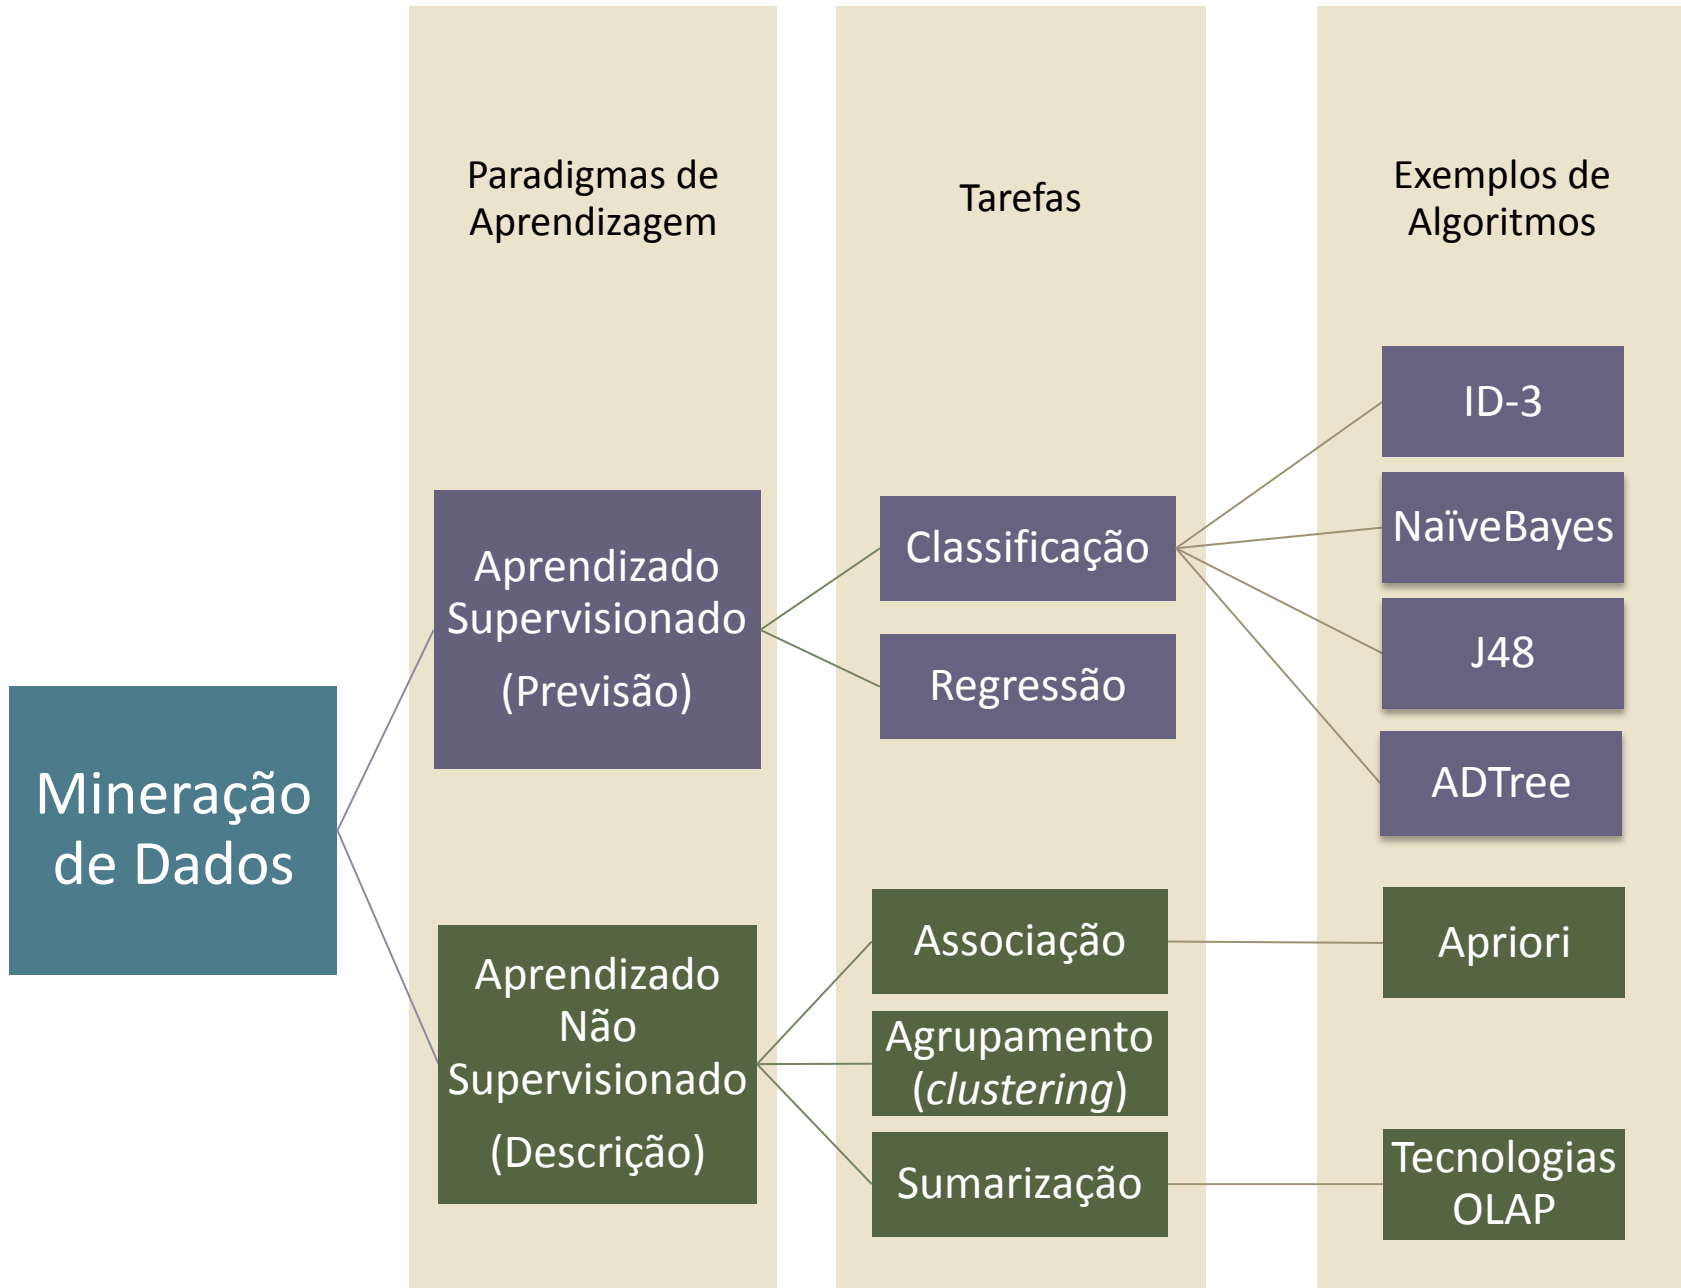 Paradigmas de
Aprendizagem
Tarefas
Exemplos de
Algoritmos
Mineração
de Dados
Aprendizado
Supervisionado
(Previsão)
Classificação
Regressão
ID-3
NaïveBayes
J48
ADTree
Aprendizado
Não
Supervisionado
(Descrição)
Associação
Agrupamento
(clustering)
Sumarização
Apriori
Tecnologias
OLAP